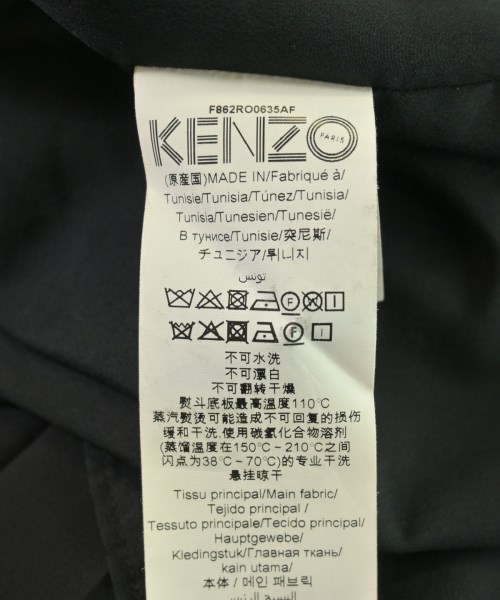 F862RO0635AF
KENZO PARIS
(原産国)MADE IN/Fabriqué à/
Tunisie/Tunisia/Túnez/Tunisia/
Tunísia/Tunesien/Tunesië/
В тунисе/Tunisie/突尼斯/
チュニジア/튀니지
تونس
F
F
不可水洗
不可漂白
不可翻转干燥
熨斗底板最高温度110℃
蒸汽熨烫可能造成不可回复的损伤
缓和干洗,使用碳氢化合物溶剂
(蒸馏温度在150℃-210℃之间
闪点为38℃-70℃)的专业干洗
悬挂晾干
Tissu principal/Main fabric/
Tejido principal/
Tessuto principale/Tecido principal/
Hauptgewebe/
Kledingstuk/Главная ткань/
kain utama/
本体/메인 패브릭